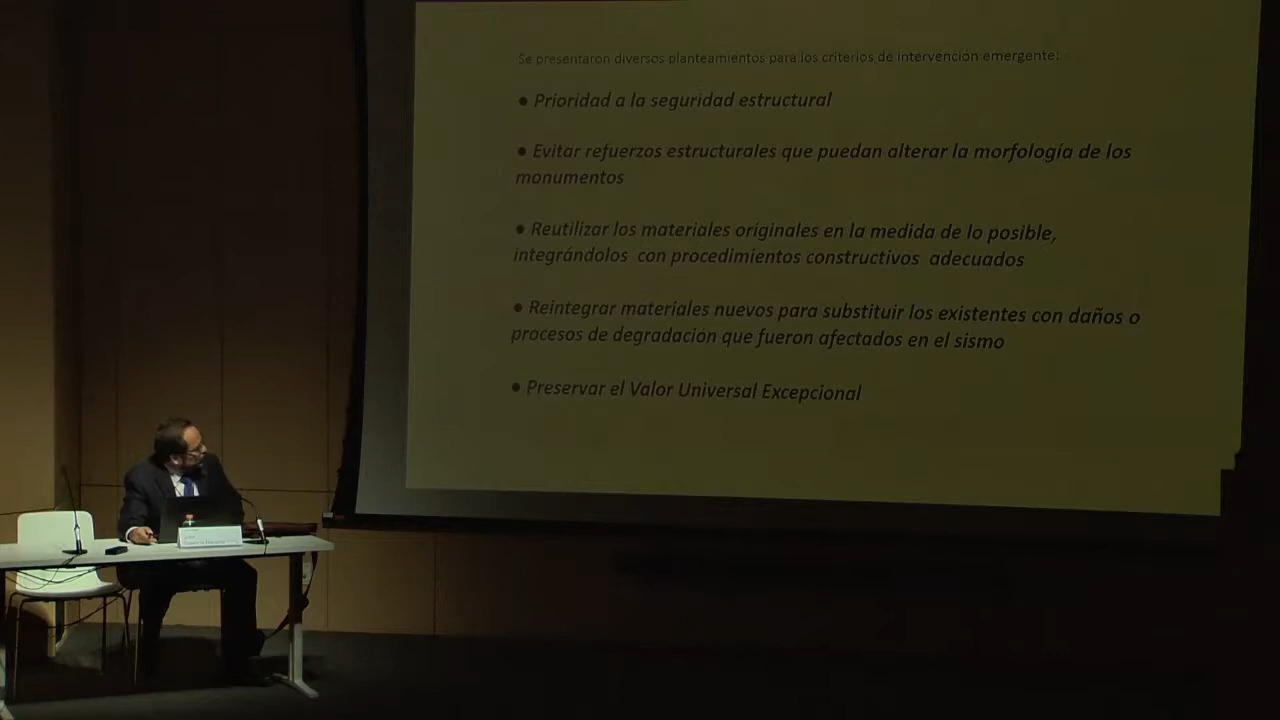 Se presentaron diversos planteamientos para los criterios de intervención emergente:
● Prioridad a la seguridad estructural
● Evitar refuerzos estructurales que puedan alterar la morfología de los
monumentos
● Reutilizar los materiales originales en la medida de lo posible,
integrándolos con procedimientos constructivos adecuados
● Reintegrar materiales nuevos para substituir los existentes con daños o
procesos de degradación que fueron afectados en el sismo
● Preservar el Valor Universal Excepcional